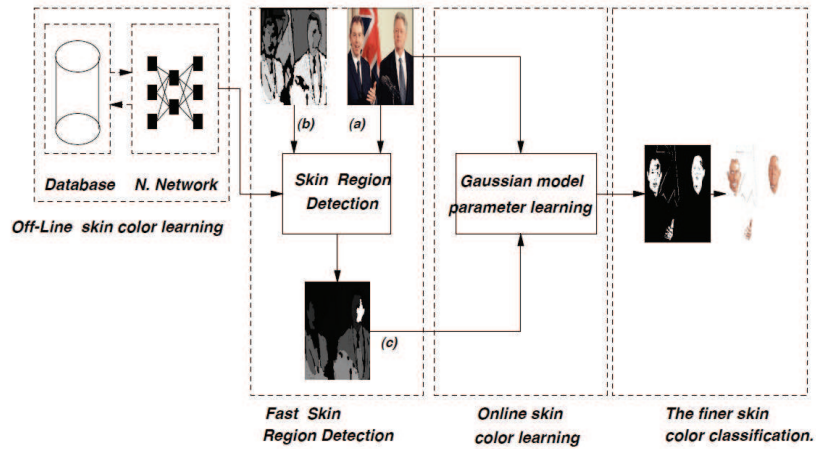 (b)
(a)
Database
N. Network
Off-Line skin color learning
Skin Region
Detection
Gaussian model
parameter learning
(c)
Fast Skin
Region Detection
Online skin
color learning
The finer skin
color classification.